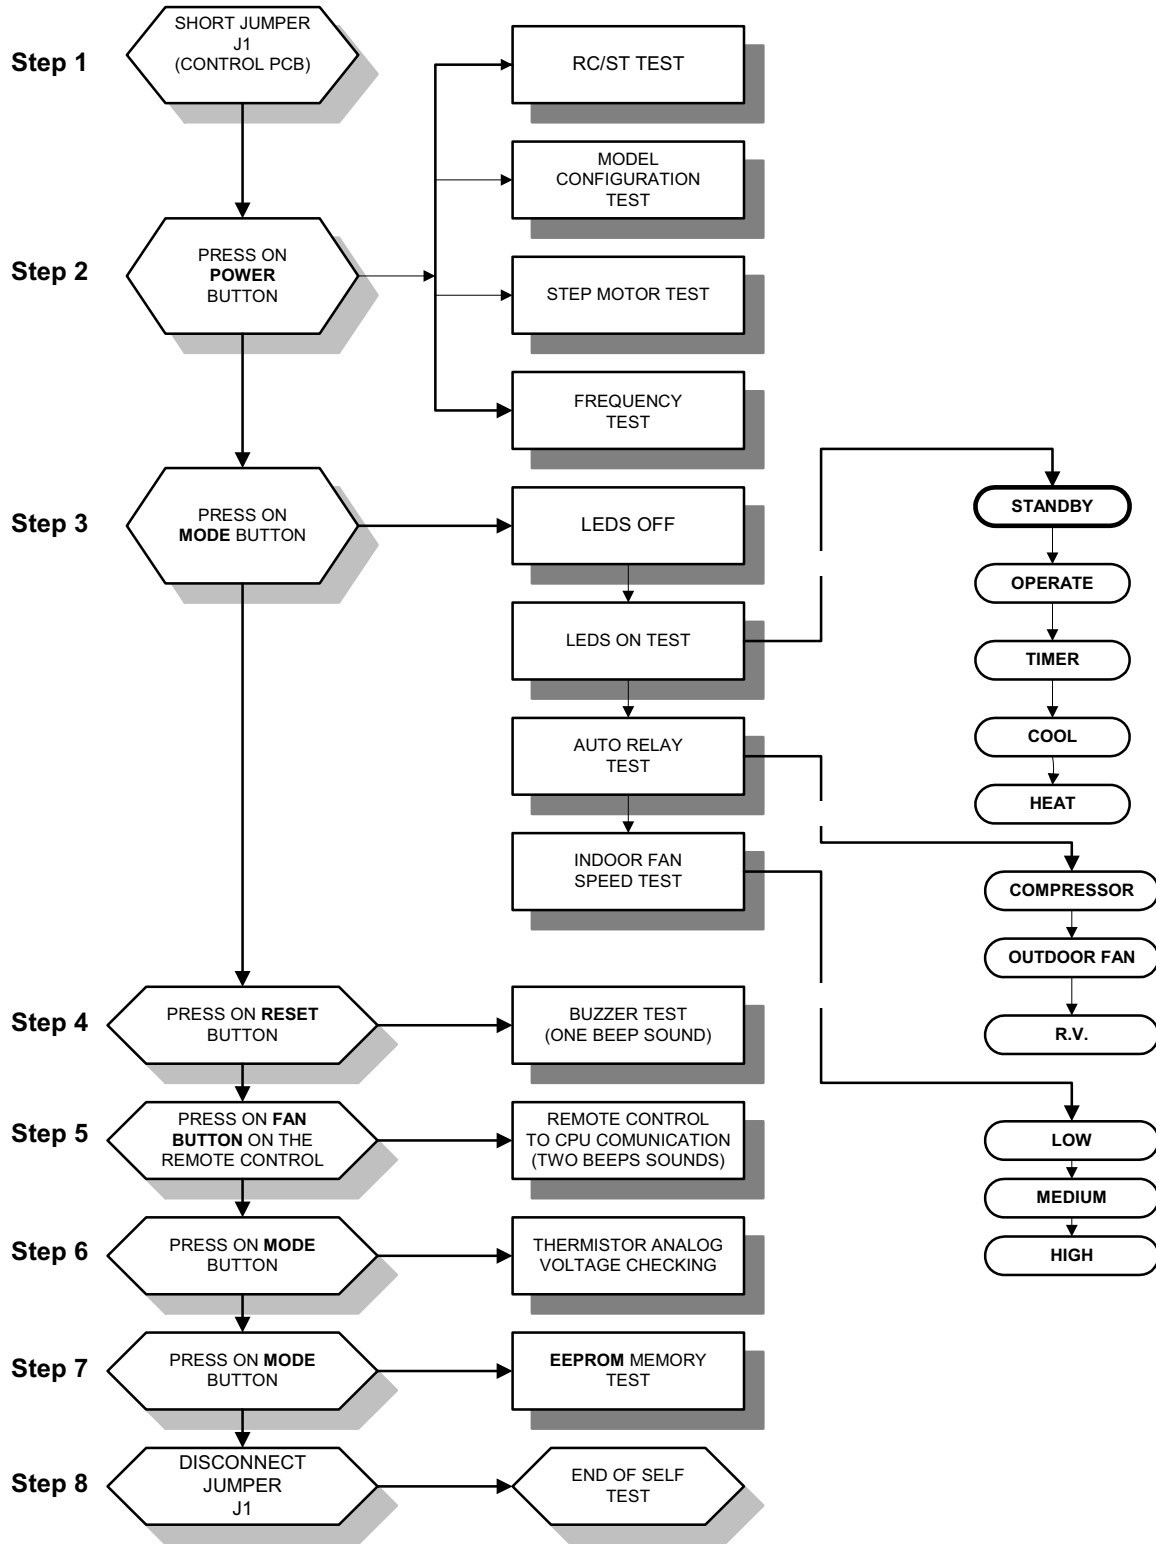 Step 1
SHORT JUMPER
J1
(CONTROL PCB)
RC/ST TEST
MODEL
CONFIGURATION
TEST
Step 2
PRESS ON
POWER
BUTTON
STEP MOTOR TEST
FREQUENCY
TEST
Step 3
PRESS ON
MODE BUTTON
LEDS OFF
LEDS ON TEST
AUTO RELAY
TEST
INDOOR FAN
SPEED TEST
STANDBY
OPERATE
TIMER
COOL
HEAT
COMPRESSOR
OUTDOOR FAN
R.V.
LOW
MEDIUM
HIGH
Step 4
PRESS ON RESET
BUTTON
BUZZER TEST
(ONE BEEP SOUND)
Step 5
PRESS ON FAN
BUTTON ON THE
REMOTE CONTROL
REMOTE CONTROL
TO CPU COMUNICATION
(TWO BEEPS SOUNDS)
Step 6
PRESS ON MODE
BUTTON
THERMISTOR ANALOG
VOLTAGE CHECKING
Step 7
PRESS ON MODE
BUTTON
EEPROM MEMORY
TEST
Step 8
DISCONNECT
JUMPER
J1
END OF SELF
TEST